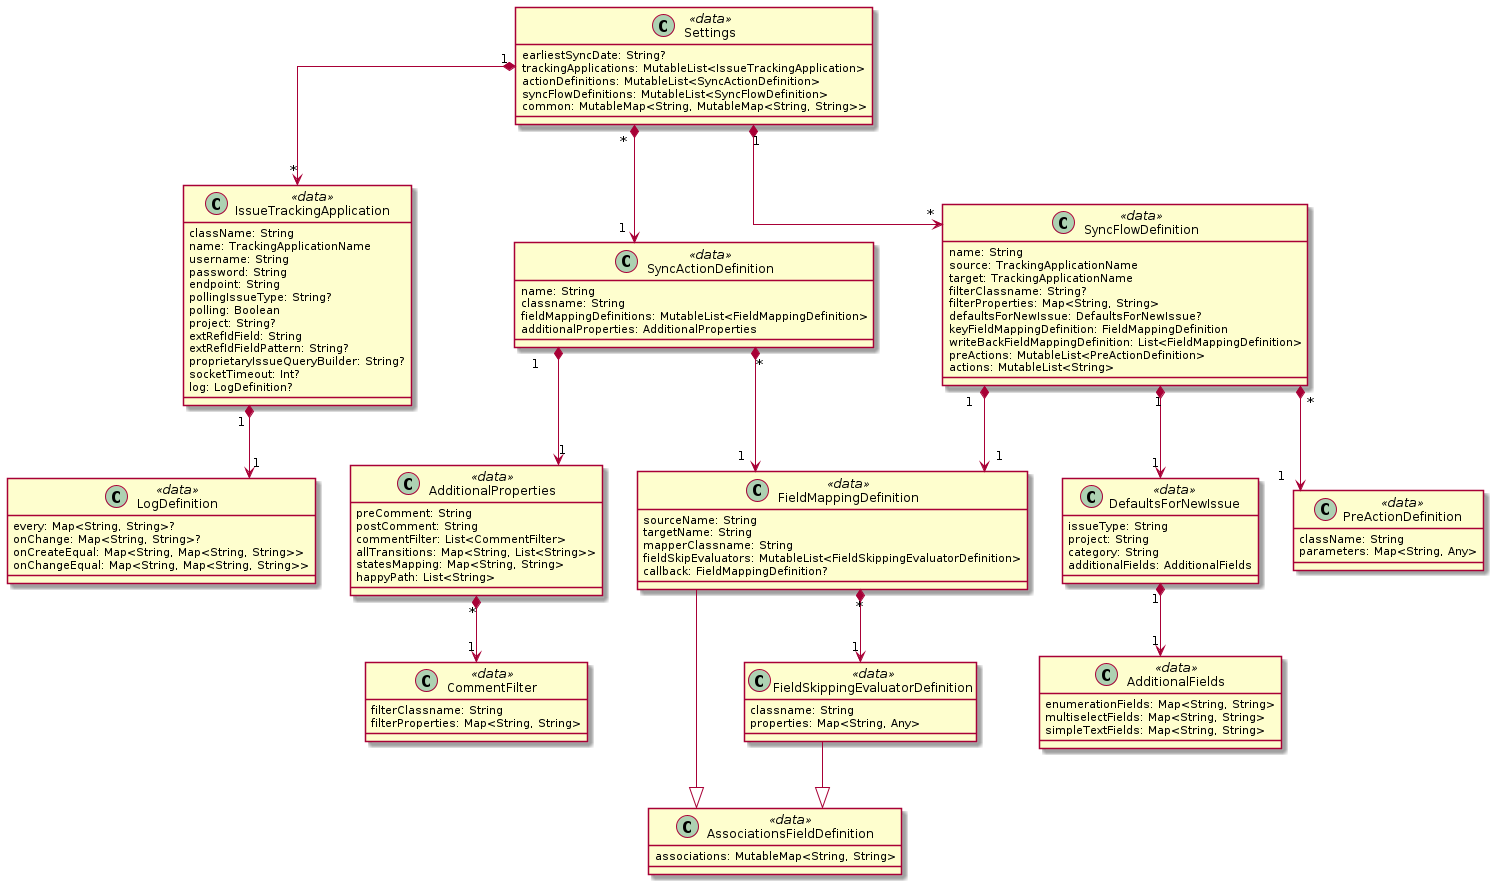 C
«data»
Settings
earliestSyncDate: String?
trackingApplications: MutableList<IssueTrackingApplication>
actionDefinitions: MutableList<SyncActionDefinition>
syncFlowDefinitions: MutableList<SyncFlowDefinition>
common: MutableMap<String, MutableMap<String, String>>
1
*
*
1
1
*
C
«data»
IssueTrackingApplication
className: String
name: TrackingApplicationName
username: String
password: String
endpoint: String
pollingIssueType: String?
polling: Boolean
project: String?
extRefIdField: String
extRefIdFieldPattern: String?
proprietaryIssueQueryBuilder: String?
socketTimeout: Int?
log: LogDefinition?
C
«data»
SyncActionDefinition
name: String
classname: String
fieldMappingDefinitions: MutableList<FieldMappingDefinition>
additionalProperties: AdditionalProperties
C
«data»
SyncFlowDefinition
name: String
source: TrackingApplicationName
target: TrackingApplicationName
filterClassname: String?
filterProperties: Map<String, String>
defaultsForNewIssue: DefaultsForNewIssue?
keyFieldMappingDefinition: FieldMappingDefinition
writeBackFieldMappingDefinition: List<FieldMappingDefinition>
preActions: MutableList<PreActionDefinition>
actions: MutableList<String>
1
1
1
1
*
1
1
1
1
1
*
1
C
«data»
LogDefinition
every: Map<String, String>?
onChange: Map<String, String>?
onCreateEqual: Map<String, Map<String, String>>
onChangeEqual: Map<String, Map<String, String>>
C
«data»
AdditionalProperties
preComment: String
postComment: String
commentFilter: List<CommentFilter>
allTransitions: Map<String, List<String>>
statesMapping: Map<String, String>
happyPath: List<String>
C
«data»
FieldMappingDefinition
sourceName: String
targetName: String
mapperClassname: String
fieldSkipEvaluators: MutableList<FieldSkippingEvaluatorDefinition>
callback: FieldMappingDefinition?
C
«data»
DefaultsForNewIssue
issueType: String
project: String
category: String
additionalFields: AdditionalFields
C
«data»
PreActionDefinition
className: String
parameters: Map<String, Any>
*
1
*
1
1
1
C
«data»
CommentFilter
filterClassname: String
filterProperties: Map<String, String>
C
«data»
FieldSkippingEvaluatorDefinition
classname: String
properties: Map<String, Any>
C
«data»
AdditionalFields
enumerationFields: Map<String, String>
multiselectFields: Map<String, String>
simpleTextFields: Map<String, String>
C
«data»
AssociationsFieldDefinition
associations: MutableMap<String, String>